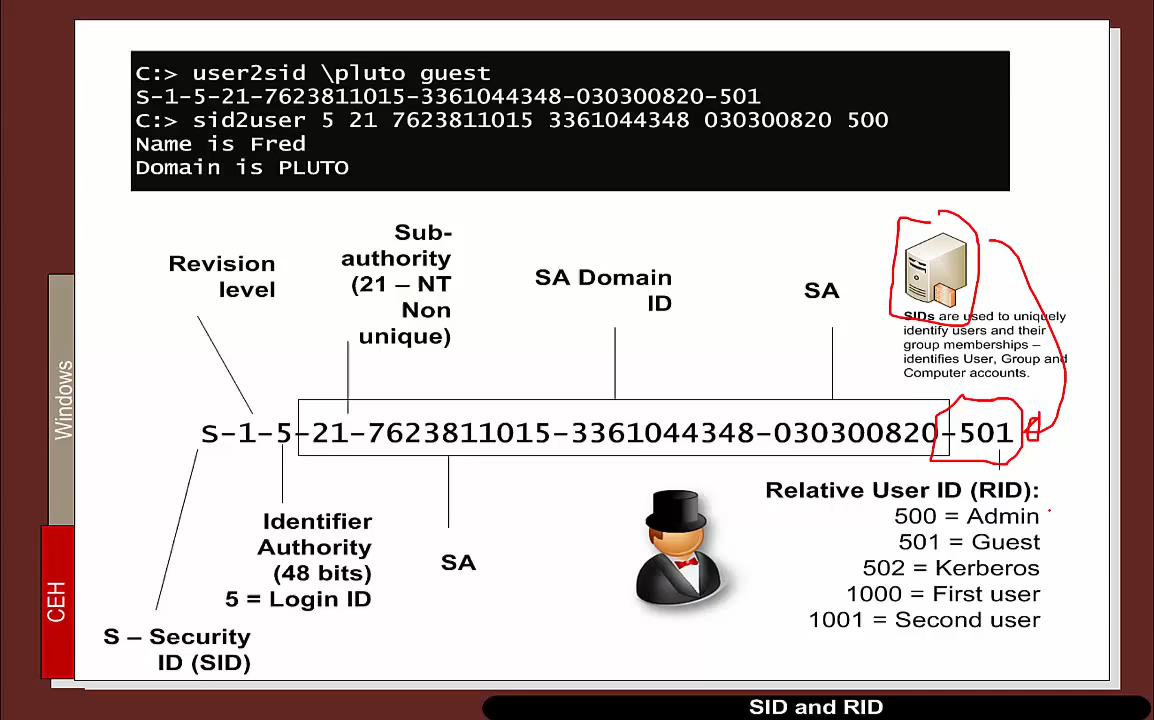 C:> user2sid \pluto guest
S-1-5-21-7623811015-3361044348-030300820-501
C:> sid2user 5 21 7623811015 3361044348 030300820 500
Name is Fred
Domain is PLUTO
Revision
level
Sub-
authority
(21 – NT
Non
unique)
SA Domain
ID
SA
SIDs are used to uniquely
identify users and their
group memberships –
identifies User, Group and
Computer accounts.
S-1-5-21-7623811015-3361044348-030300820-501
Identifier
Authority
(48 bits)
5 = Login ID
SA
S – Security
ID (SID)
Relative User ID (RID):
500 = Admin
501 = Guest
502 = Kerberos
1000 = First user
1001 = Second user
Windows
CEH
SID and RID